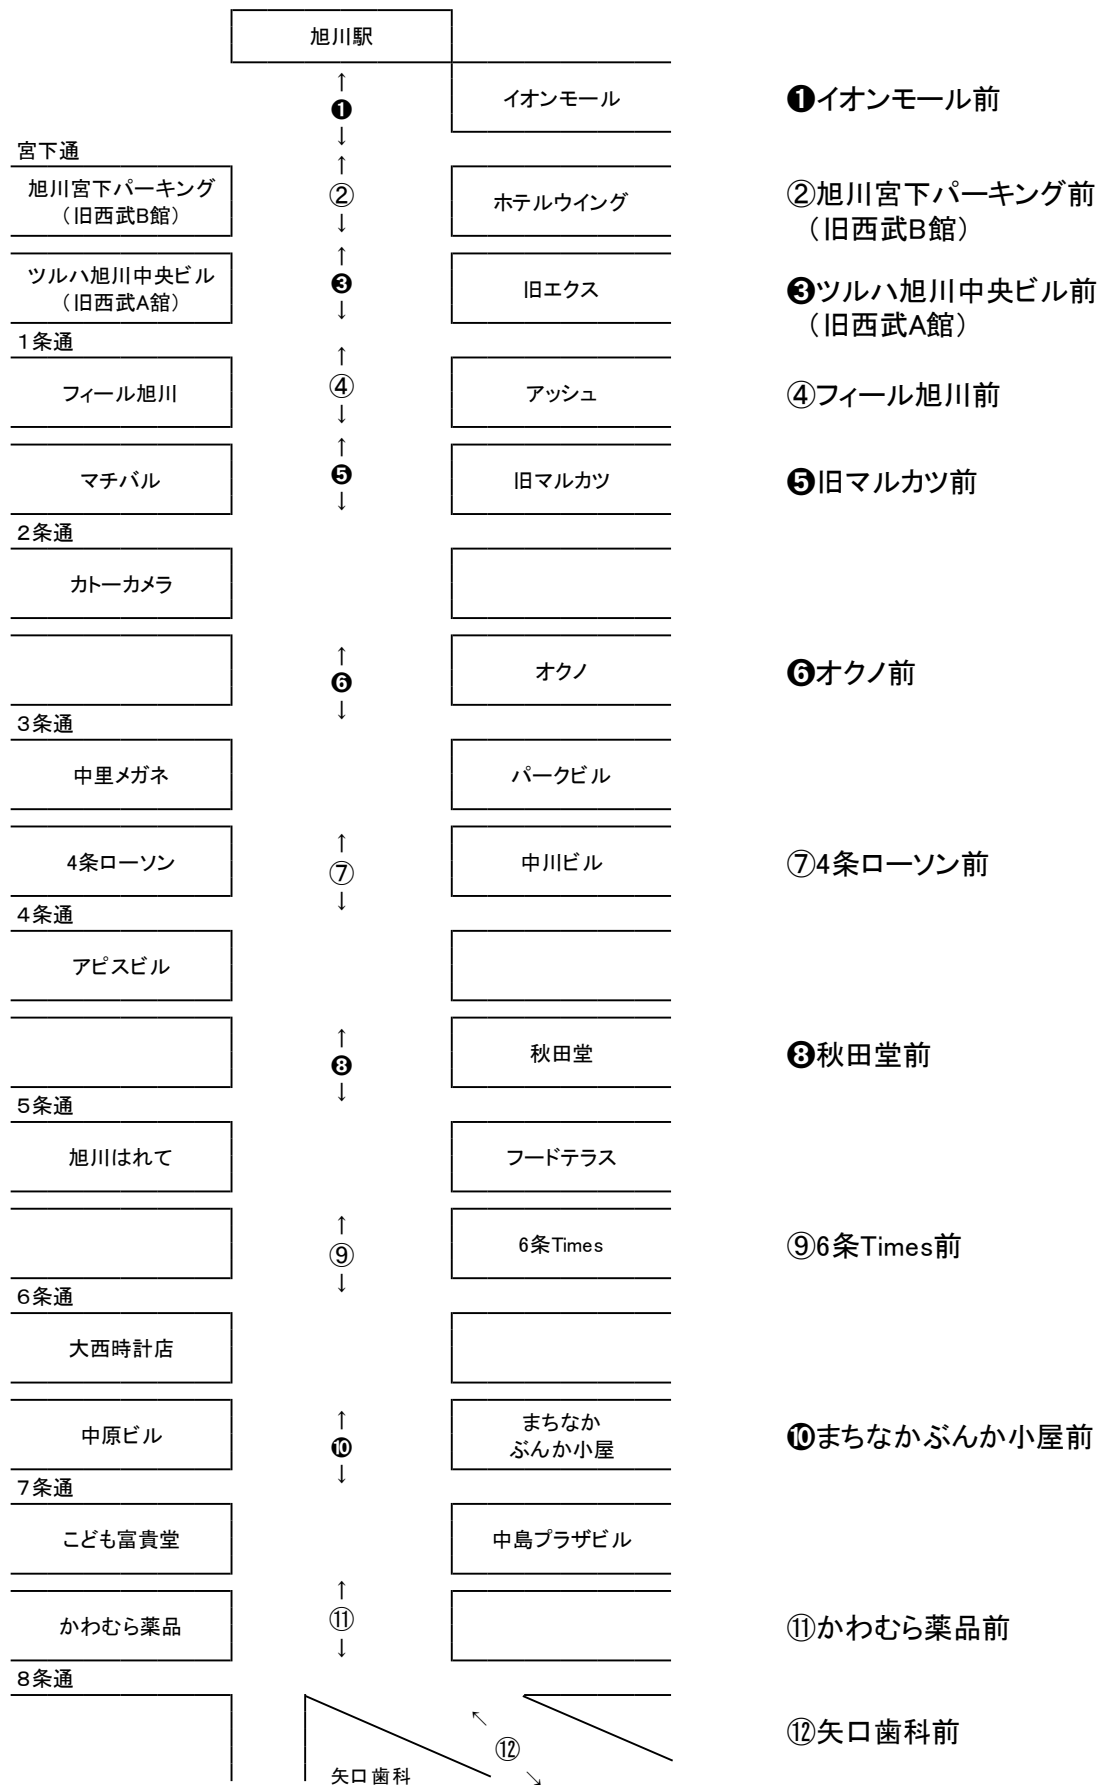 旭川駅
↑
❶
↓
イオンモール
❶イオンモール前
宮下通
旭川宮下パーキング
（旧西武B館）
↑
②
↓
ホテルウイング
②旭川宮下パーキング前
（旧西武B館）
ツルハ旭川中央ビル
（旧西武A館）
↑
❸
↓
旧エクス
❸ツルハ旭川中央ビル前
（旧西武A館）
1条通
フィール旭川
↑
④
↓
アッシュ
④フィール旭川前
マチバル
↑
❺
↓
旧マルカツ
❺旧マルカツ前
2条通
カトーカメラ
↑
❻
↓
オクノ
❻オクノ前
3条通
中里メガネ
パークビル
4条ローソン
↑
⑦
↓
中川ビル
⑦4条ローソン前
4条通
アピスビル
↑
❽
↓
秋田堂
❽秋田堂前
5条通
旭川はれて
フードテラス
↑
⑨
↓
6条Times
⑨6条Times前
6条通
大西時計店
中原ビル
↑
❿
↓
まちなか
ぶんか小屋
❿まちなかぶんか小屋前
7条通
こども富貴堂
中島プラザビル
かわむら薬品
↑
⑪
↓
⑪かわむら薬品前
8条通
↖
⑫
↘
矢口歯科
⑫矢口歯科前